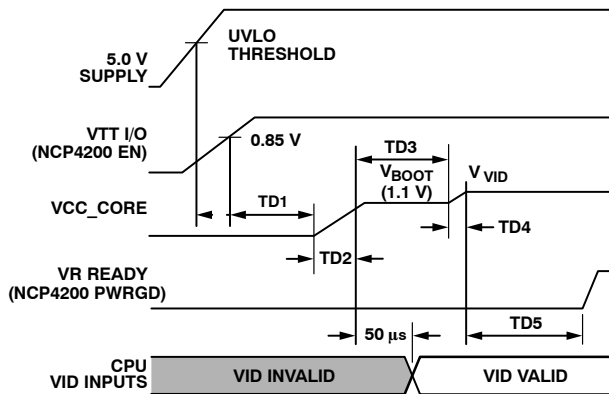 5.0 V
SUPPLY
UVLO
THRESHOLD
VTT I/O
(NCP4200 EN)
0.85 V
VCC_CORE
TD1
TD2
TD3
VBOOT
(1.1 V)
V VID
TD4
VR READY
(NCP4200 PWRGD)
TD5
50 μs
CPU
VID INPUTS
VID INVALID
VID VALID